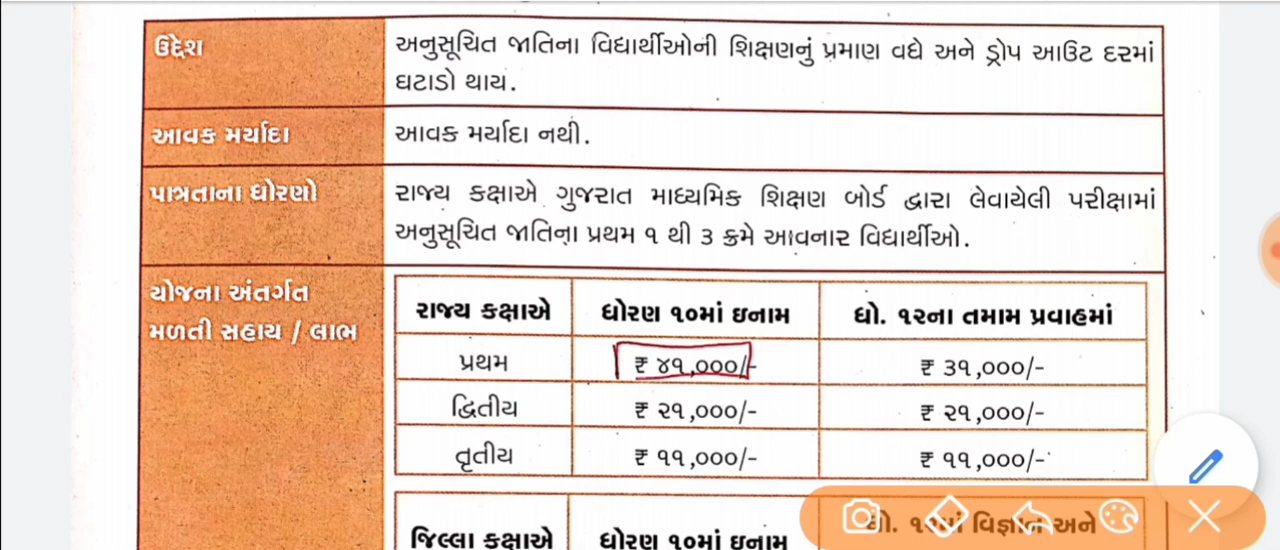 ઉદ્દેશ
અનુસૂચિત જાતિના વિદ્યાર્થીઓની શિક્ષણનું પ્રમાણ વધે અને ડ્રોપ આઉટ દરમાં
ઘટાડો થાય.
આવક મર્યાદા
આવક મર્યાદા નથી.
પાત્રતાના ધોરણો
રાજ્ય કક્ષાએ ગુજરાત માધ્યમિક શિક્ષણ બોર્ડ દ્વારા લેવાયેલી પરીક્ષામાં
અનુસૂચિત જાતિના પ્રથમ ૧ થી ૩ ક્રમે આવનાર વિદ્યાર્થીઓ.
યોજના અંતર્ગત
મળતી સહાય / લાભ
રાજ્ય કક્ષાએ ધોરણ ૧૦માં ઇનામ ધો. ૧૨ના તમામ પ્રવાહમાં
પ્રથમ ₹ ૪૧,૦૦૦/- ₹ ૩૧,૦૦૦/-
દ્વિતીય ₹ ૨૧,૦૦૦/- ₹ ૨૧,૦૦૦/-
તૃતીય ₹ ૧૧,૦૦૦/- ₹ ૧૧,૦૦૦/-
જિલ્લા કક્ષાએ ધોરણ ૧૦માં ઇનામ ધો. ૧૨માં વિજ્ઞાન અને